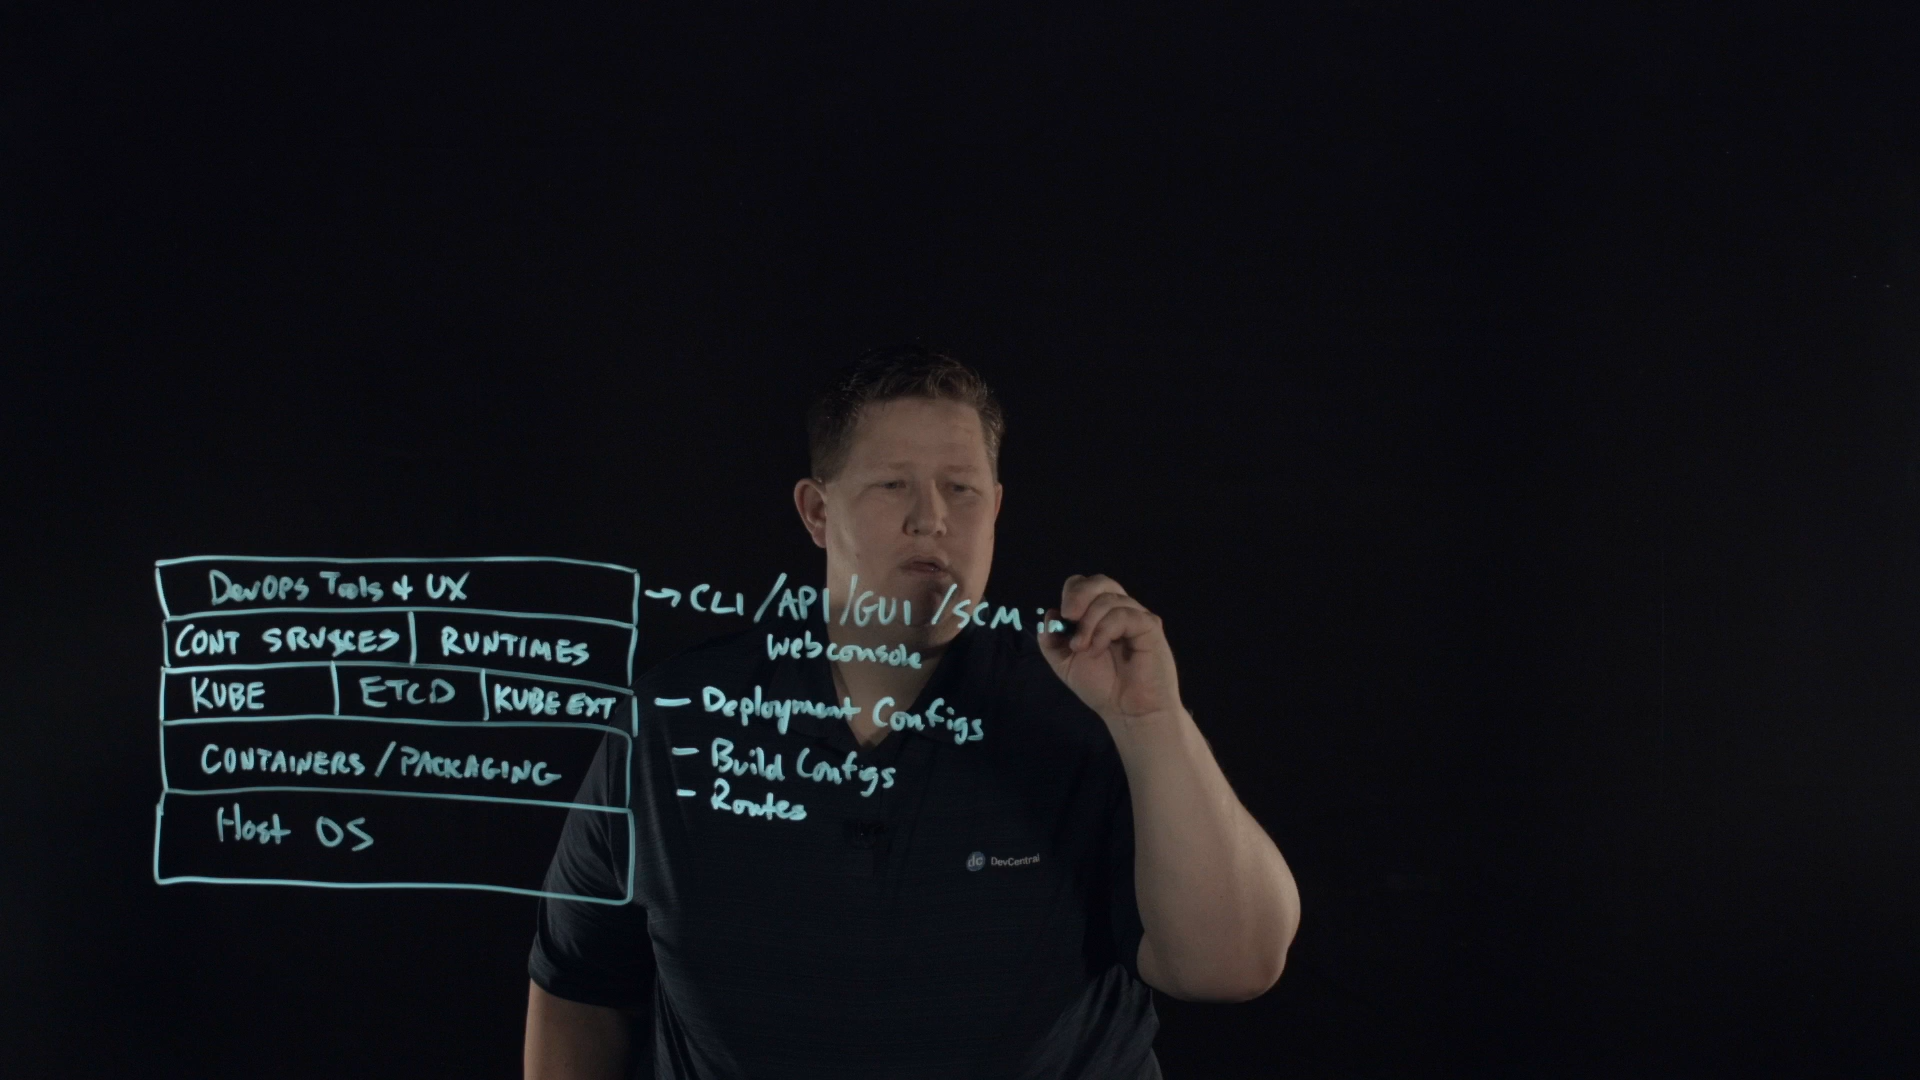 DevOps Tools & UX
→ CLI / API / GUI / SCM in
webconsole
CONT SRVSCES RUNTIMES
KUBE ETCD KUBE EXT
- Deployment Configs
- Build Configs
- Routes
CONTAINERS / PACKAGING
Host OS
dc DevCentral